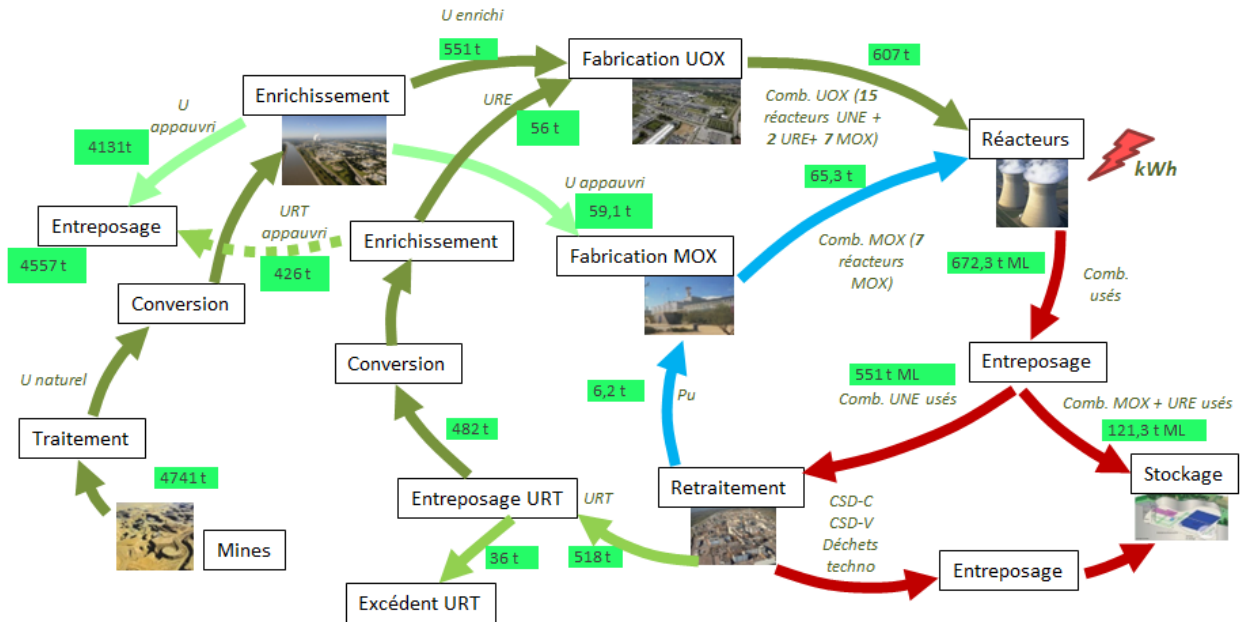 U enrichi
551 t
Fabrication UOX
607 t
Enrichissement
U
appauvri
4131 t
URE
56 t
Comb. UOX (15
réacteurs UNE +
2 URE+ 7 MOX)
Réacteurs
kWh
65,3 t
U appauvri
59,1 t
Entreposage
4557 t
URT
appauvri
426 t
Enrichissement
Fabrication MOX
Comb. MOX (7
réacteurs
MOX)
672,3 t ML
Comb.
usés
Conversion
Conversion
Entreposage
U naturel
6,2 t
Pu
551 t ML
Comb. UNE usés
Comb. MOX + URE usés
121,3 t ML
Traitement
482 t
4741 t
Stockage
Retraitement
Entreposage URT
URT
CSD-C
CSD-V
Déchets
techno
Mines
36 t
518 t
Entreposage
Excédent URT